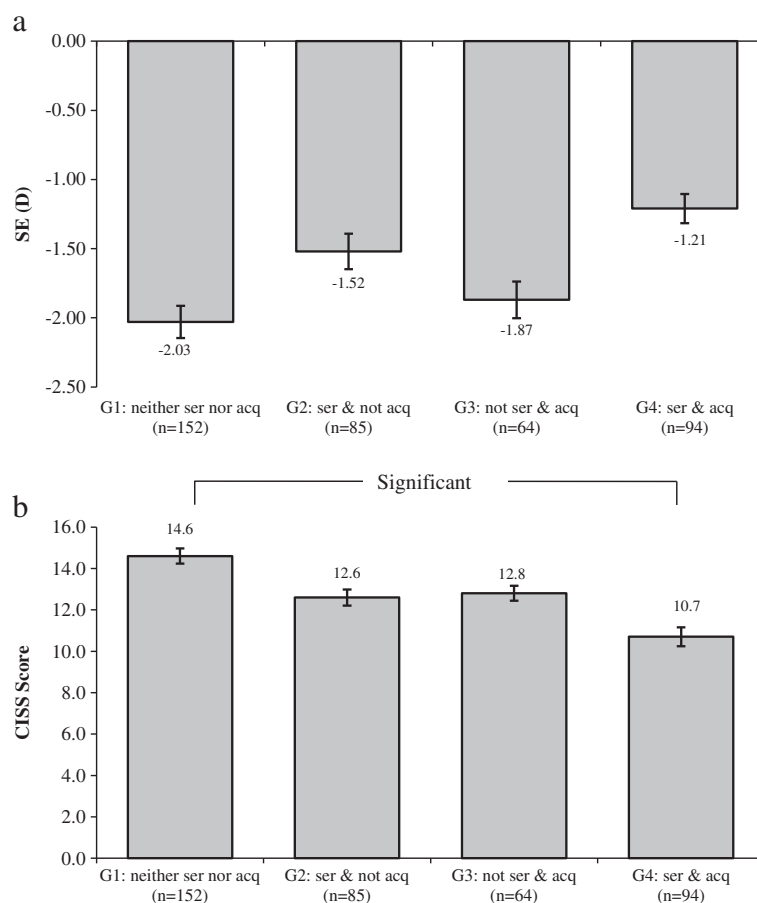 a
0.00
-0.50
-1.00
-1.50
-2.00
-2.50
SE (D)
-2.03
-1.52
-1.87
-1.21
G1: neither ser nor acq
(n=152)
G2: ser & not acq
(n=85)
G3: not ser & acq
(n=64)
G4: ser & acq
(n=94)
Significant
b
16.0
14.0
12.0
10.0
8.0
6.0
4.0
2.0
0.0
CISS Score
14.6
12.6
12.8
10.7
G1: neither ser nor acq
(n=152)
G2: ser & not acq
(n=85)
G3: not ser & acq
(n=64)
G4: ser & acq
(n=94)